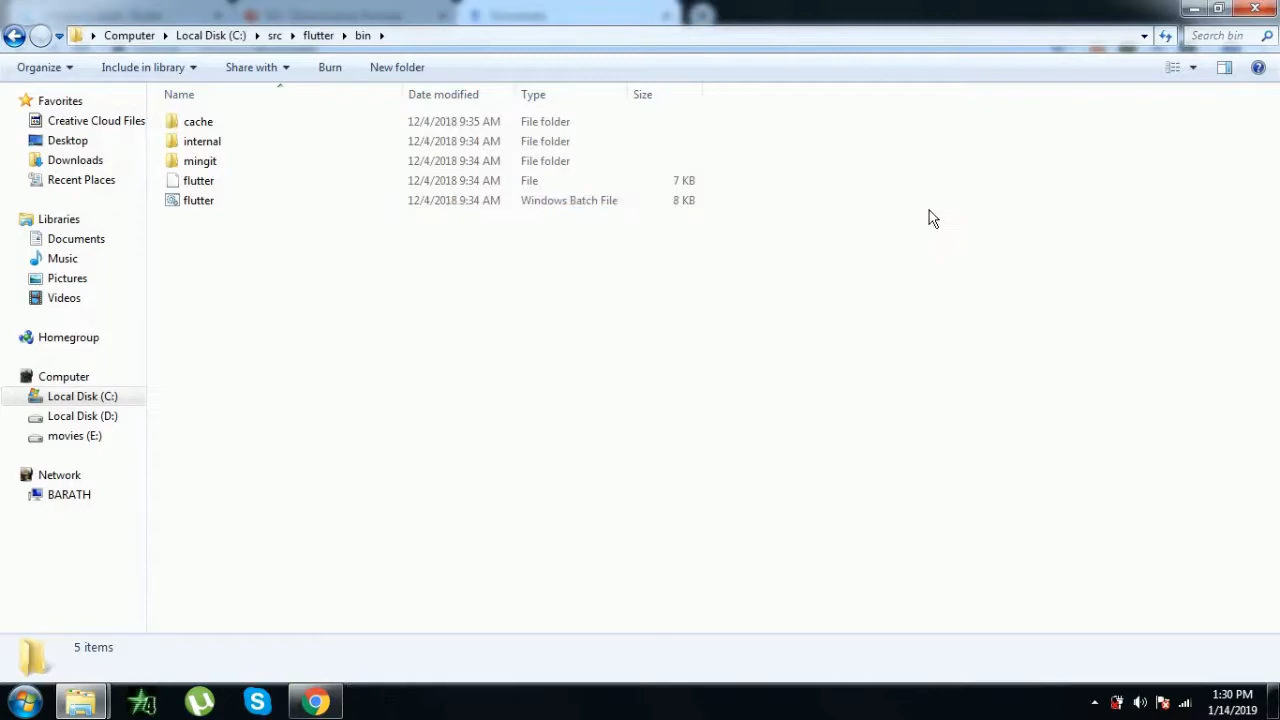 Computer Local Disk (C:) src flutter bin Search bin
Organize Include in library Share with Burn New folder
Name Date modified Type Size
cache 12/4/2018 9:35 AM File folder
internal 12/4/2018 9:34 AM File folder
mingit 12/4/2018 9:34 AM File folder
flutter 12/4/2018 9:34 AM File 7 KB
flutter 12/4/2018 9:34 AM Windows Batch File 8 KB
Favorites
Creative Cloud Files
Desktop
Downloads
Recent Places
Libraries
Documents
Music
Pictures
Videos
Homegroup
Computer
Local Disk (C:)
Local Disk (D:)
movies (E:)
Network
BARATH
5 items
1:30 PM
1/14/2019